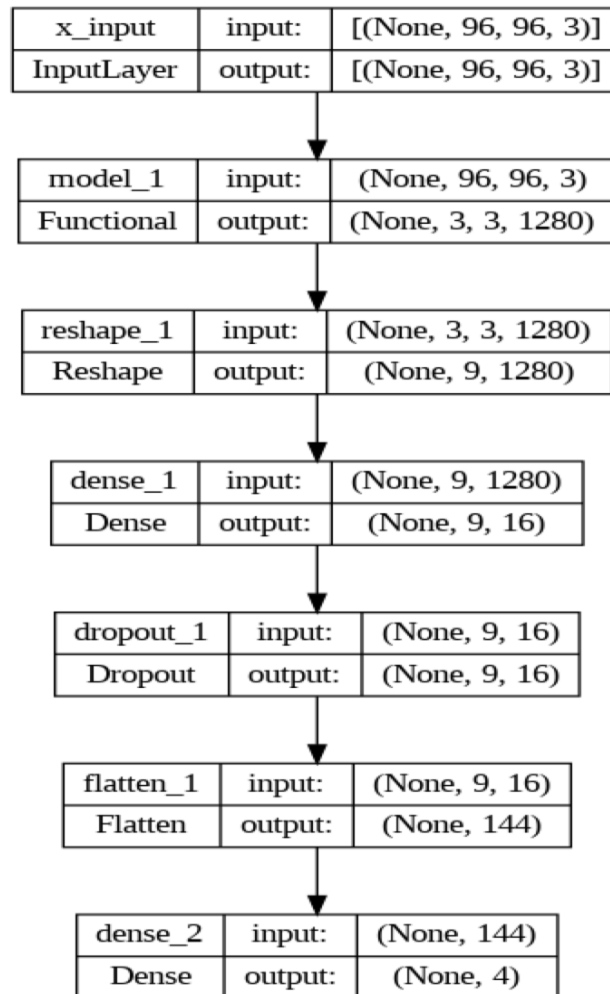 x_input input: [(None, 96, 96, 3)]
InputLayer output: [(None, 96, 96, 3)]
model_1 input: (None, 96, 96, 3)
Functional output: (None, 3, 3, 1280)
reshape_1 input: (None, 3, 3, 1280)
Reshape output: (None, 9, 1280)
dense_1 input: (None, 9, 1280)
Dense output: (None, 9, 16)
dropout_1 input: (None, 9, 16)
Dropout output: (None, 9, 16)
flatten_1 input: (None, 9, 16)
Flatten output: (None, 144)
dense_2 input: (None, 144)
Dense output: (None, 4)